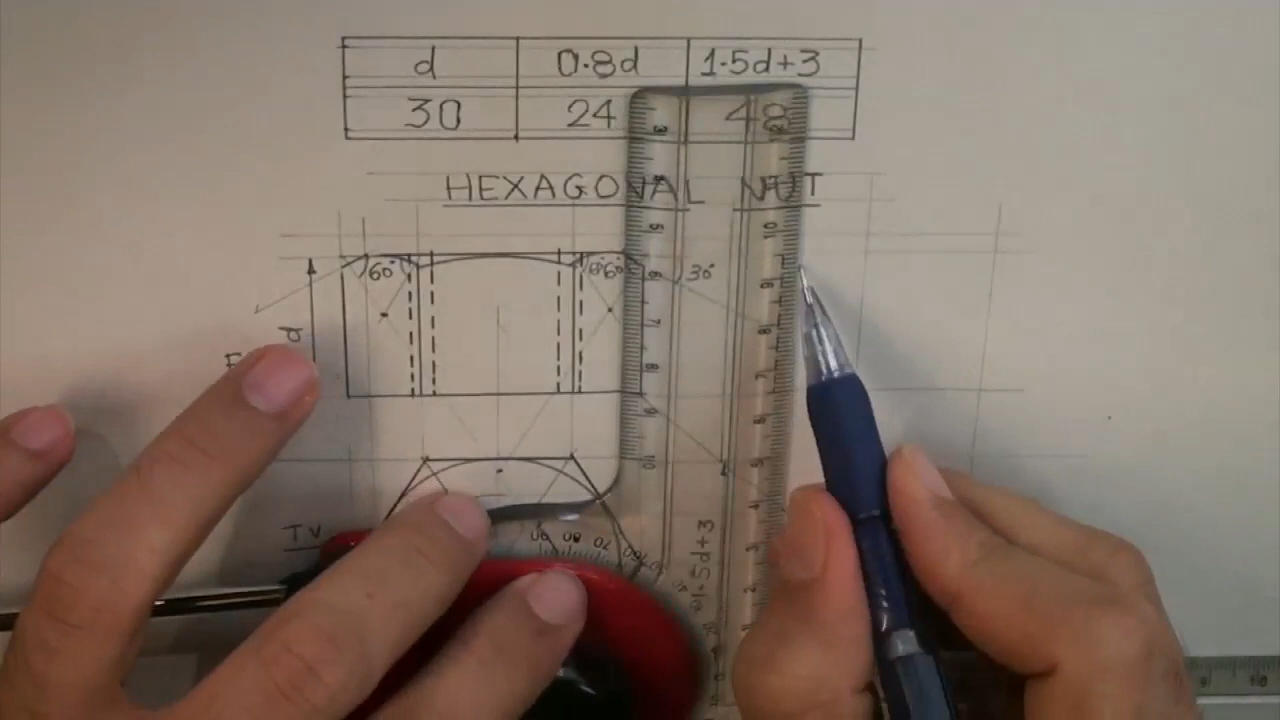 d 0.8d 1.5d+3
30 24 48
HEXAGONAL NUT
60° 60° 30°
d
F
TV
1.5d+3